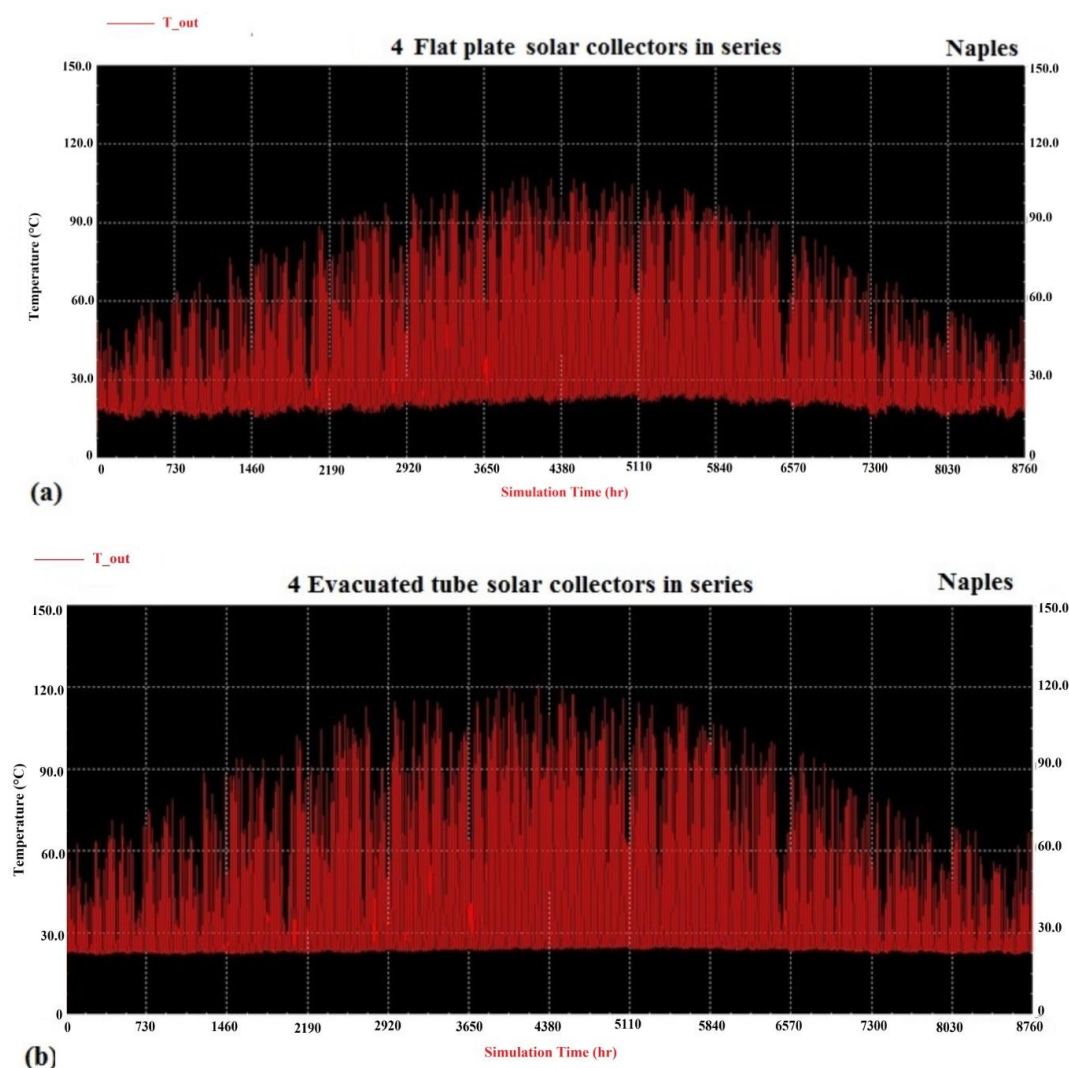 T_out
4 Flat plate solar collectors in series Naples
150.0 150.0
120.0 120.0
90.0 90.0
Temperature (°C)
60.0 60.0
30.0 30.0
0 0
0 730 1460 2190 2920 3650 4380 5110 5840 6570 7300 8030 8760
(a) Simulation Time (hr)
T_out
4 Evacuated tube solar collectors in series Naples
150.0 150.0
120.0 120.0
90.0 90.0
Temperature (°C)
60.0 60.0
30.0 30.0
0 0
0 730 1460 2190 2920 3650 4380 5110 5840 6570 7300 8030 8760
(b) Simulation Time (hr)